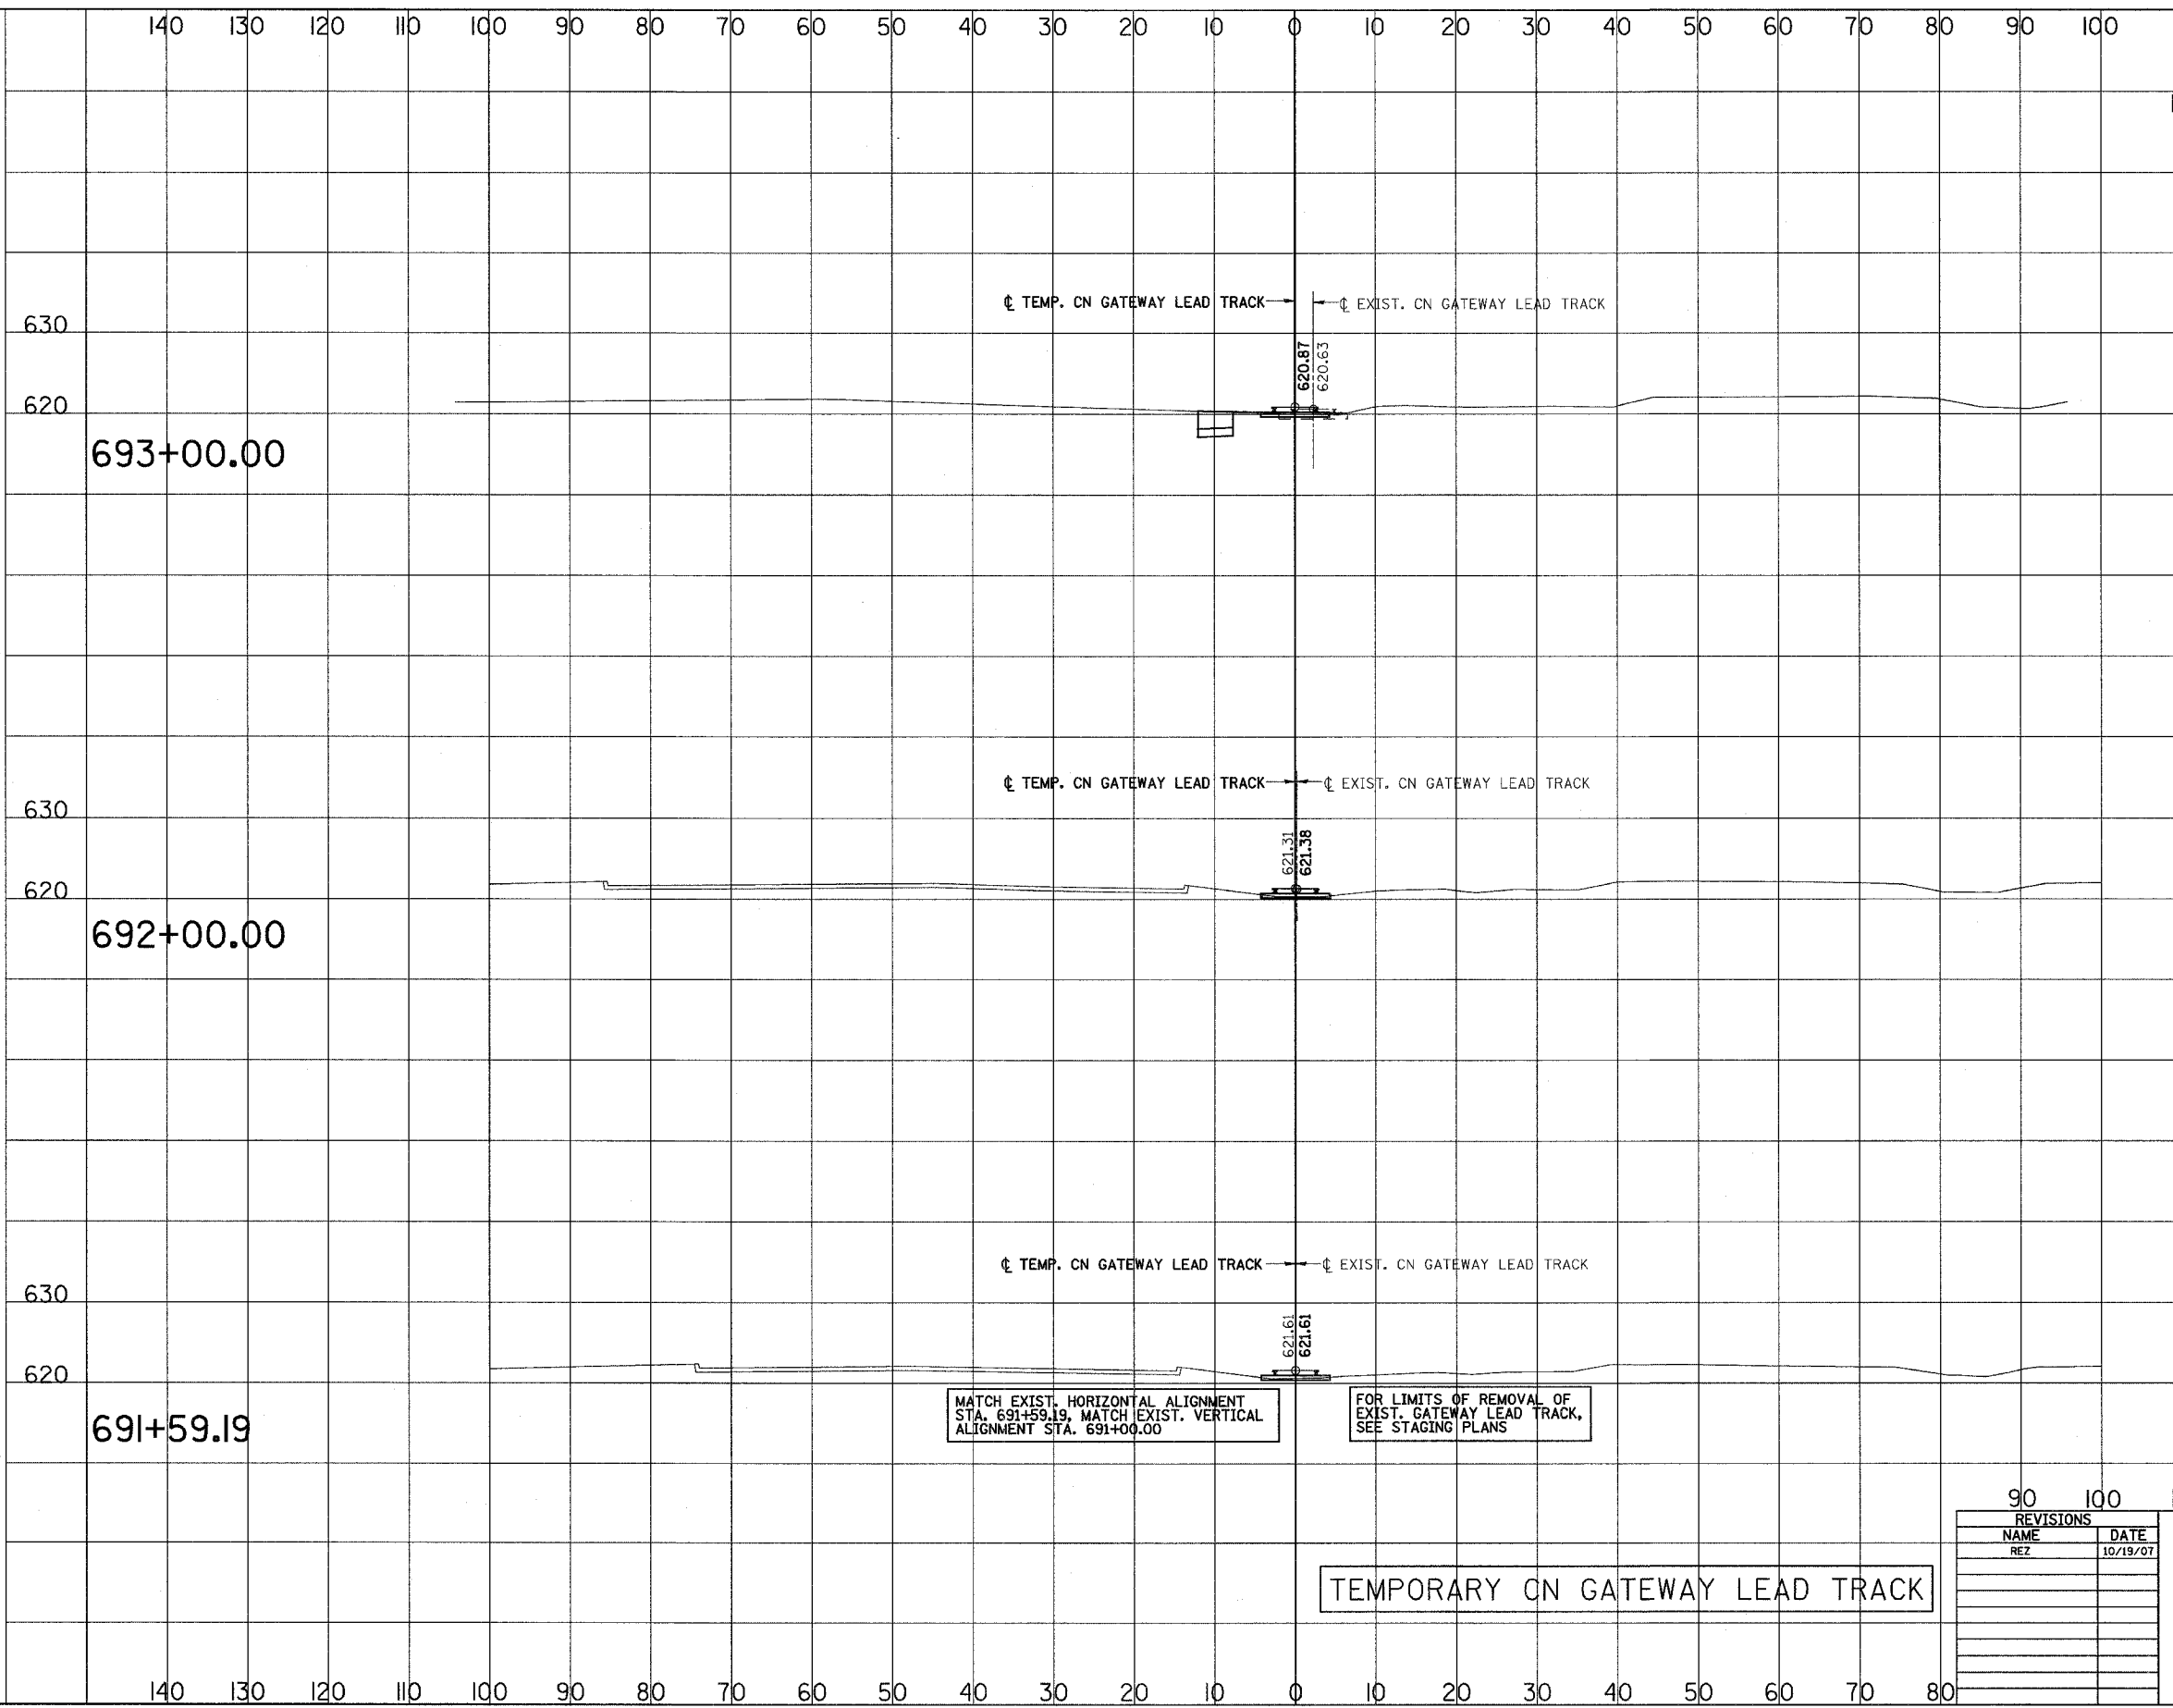 140 130 120 110 100 90 80 70 60 50 40 30 20 10 0 10 20 30 40 50 60 70 80 90 100
℄ TEMP. CN GATEWAY LEAD TRACK ℄ EXIST. CN GATEWAY LEAD TRACK
630
620.87
620.63
620
693+00.00
℄ TEMP. CN GATEWAY LEAD TRACK ℄ EXIST. CN GATEWAY LEAD TRACK
630
621.31
621.38
620
692+00.00
℄ TEMP. CN GATEWAY LEAD TRACK ℄ EXIST. CN GATEWAY LEAD TRACK
630
621.61
621.61
620
691+59.19
MATCH EXIST. HORIZONTAL ALIGNMENT
STA. 691+59.19, MATCH EXIST. VERTICAL
ALIGNMENT STA. 691+00.00
FOR LIMITS OF REMOVAL OF
EXIST. GATEWAY LEAD TRACK,
SEE STAGING PLANS
90 100
REVISIONS
NAME DATE
REZ 10/19/07
TEMPORARY CN GATEWAY LEAD TRACK
140 130 120 110 100 90 80 70 60 50 40 30 20 10 0 10 20 30 40 50 60 70 80